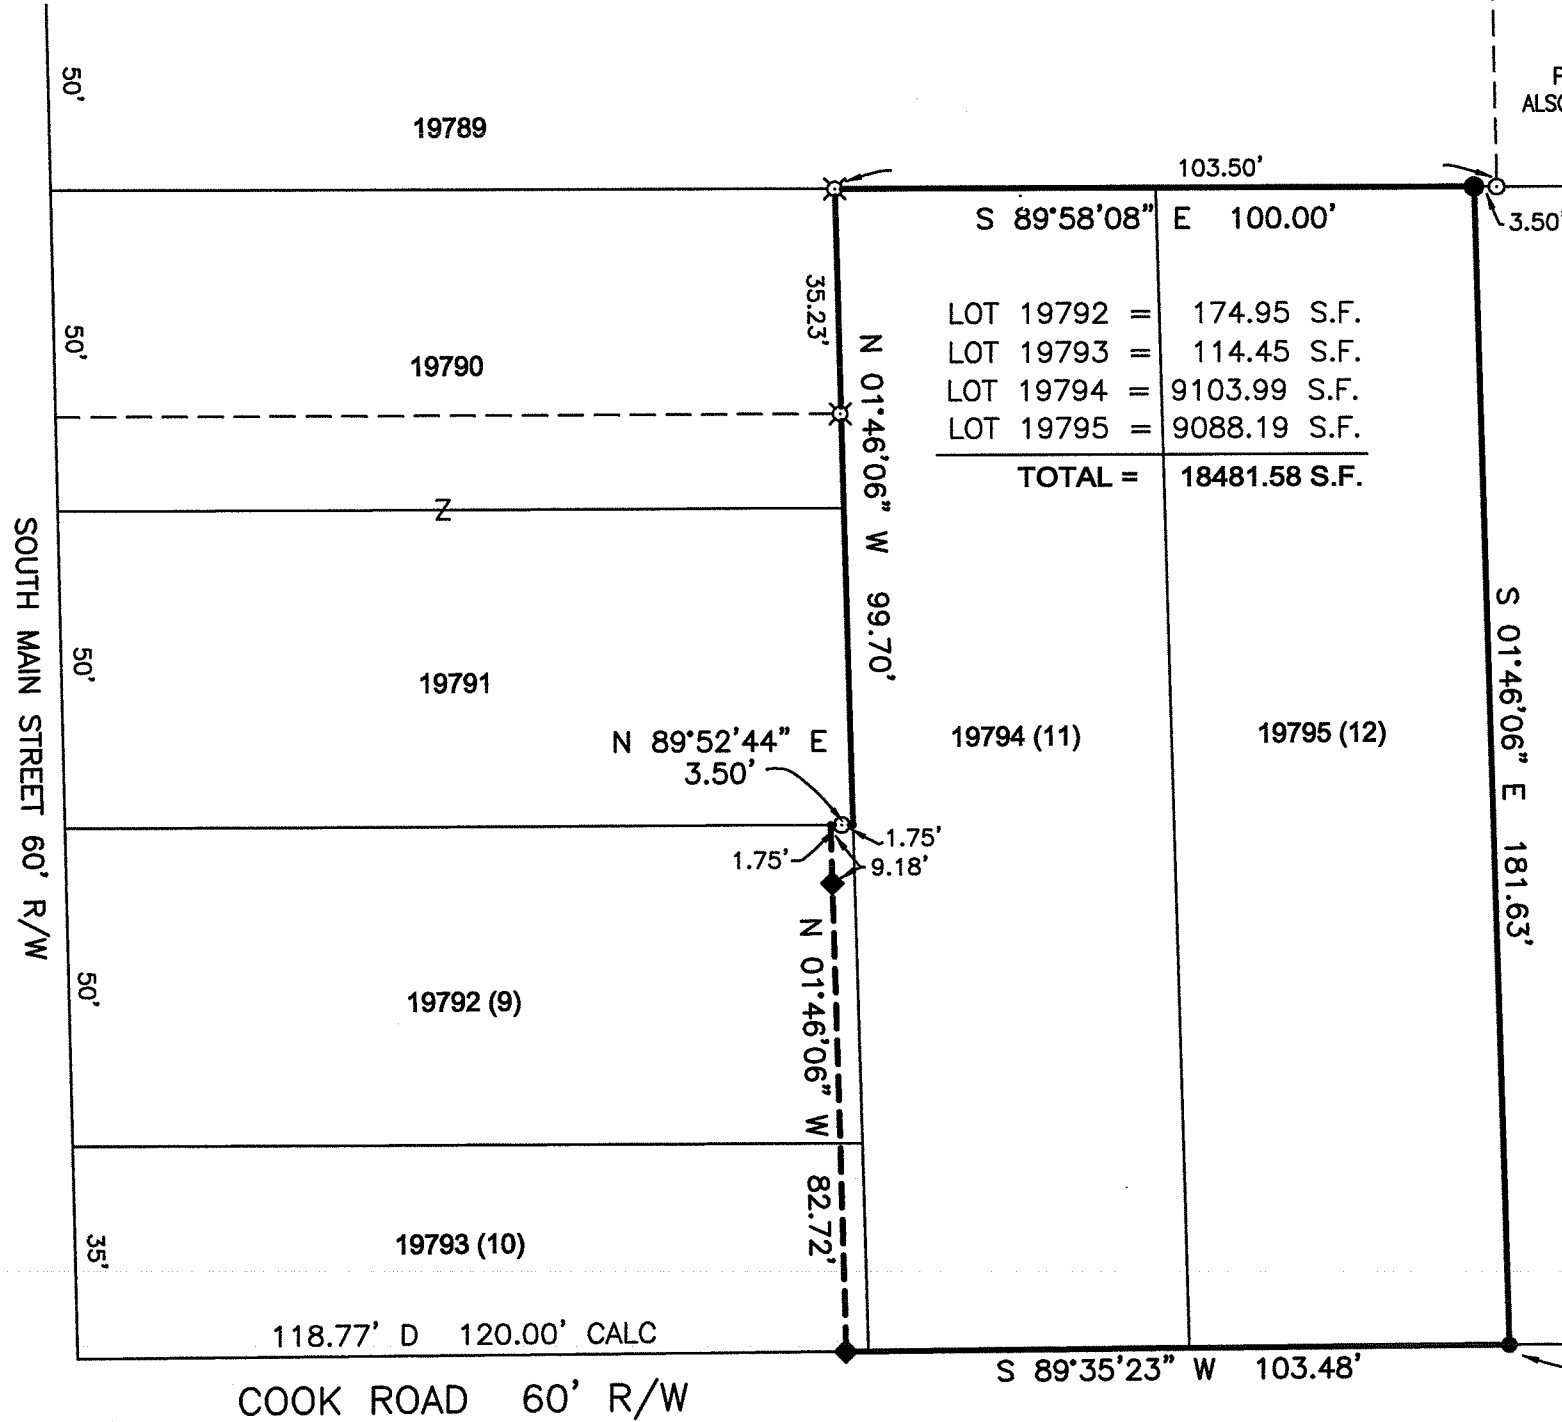 50'
19789
103.50'
ALSO
S 89°58'08" E 100.00'
3.50'
35.23'
LOT 19792 = 174.95 S.F.
LOT 19793 = 114.45 S.F.
LOT 19794 = 9103.99 S.F.
LOT 19795 = 9088.19 S.F.
TOTAL = 18481.58 S.F.
50'
19790
N 01°46'06" W 99.70'
Z
SOUTH MAIN STREET 60' R/W
50'
19791
N 89°52'44" E
3.50'
19794 (11)
19795 (12)
S 01°46'06" E 181.63'
1.75'
1.75'
9.18'
50'
19792 (9)
N 01°46'06" W 82.72'
35'
19793 (10)
118.77' D 120.00' CALC
S 89°35'23" W 103.48'
COOK ROAD 60' R/W